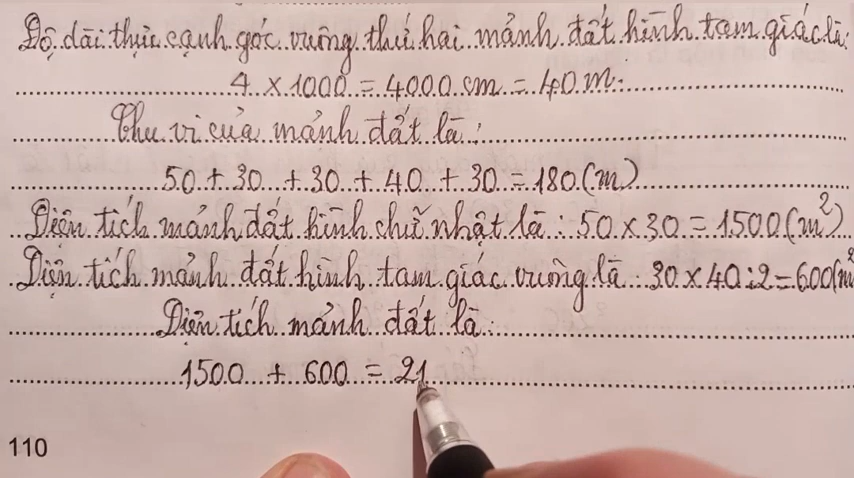 Độ dài thực cạnh góc vuông thứ hai mảnh đất hình tam giác là:
4 x 1000 = 4000 cm = 40 m.
Chu vi của mảnh đất là:
50 + 30 + 30 + 40 + 30 = 180 (m)
Diện tích mảnh đất hình chữ nhật là : 50 x 30 = 1500 (m²)
Diện tích mảnh đất hình tam giác vuông là : 30 x 40 : 2 = 600 (m²
Diện tích mảnh đất là:
1500 + 600 = 21
110